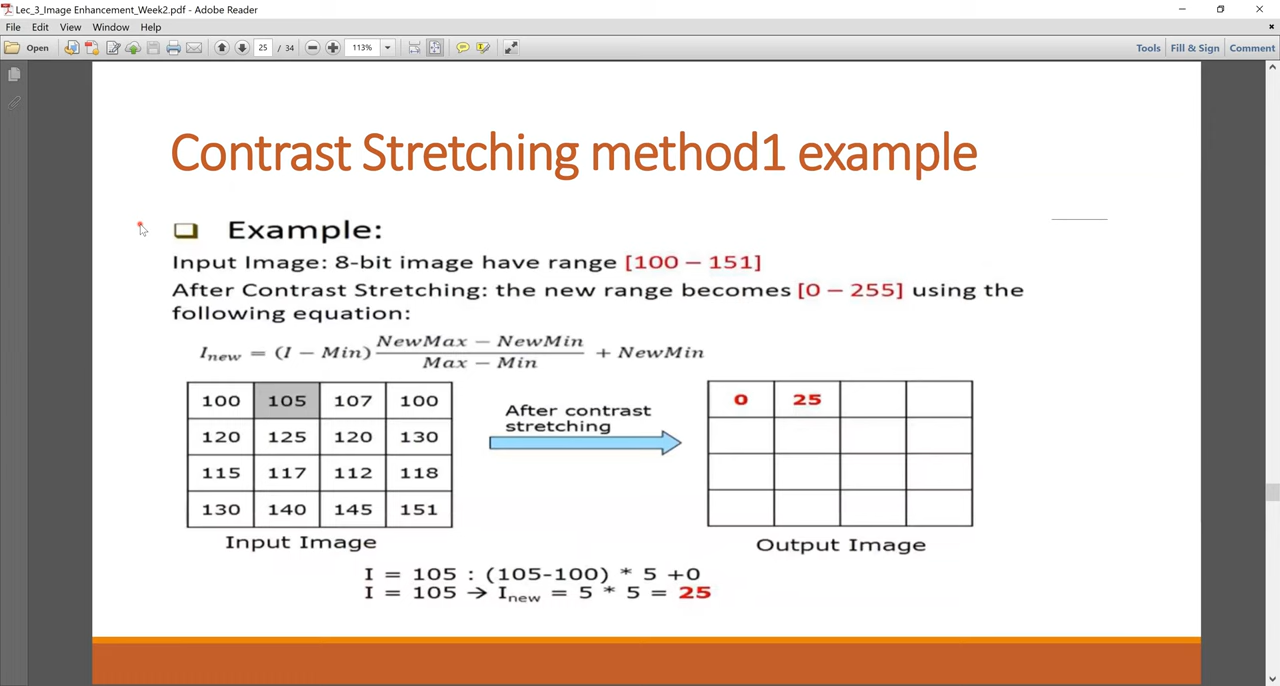 Lec_3_Image Enhancement_Week2.pdf - Adobe Reader
File Edit View Window Help
Open 25 / 34 113% Tools Fill & Sign Comment
Contrast Stretching method1 example
Example:
Input Image: 8-bit image have range [100 – 151]
After Contrast Stretching: the new range becomes [0 – 255] using the
following equation:
I_new = (I − Min) (NewMax − NewMin) / (Max − Min) + NewMin
100 105 107 100
120 125 120 130
115 117 112 118
130 140 145 151
Input Image
After contrast
stretching
0 25
Output Image
I = 105 : (105-100) * 5 +0
I = 105 → I_new = 5 * 5 = 25